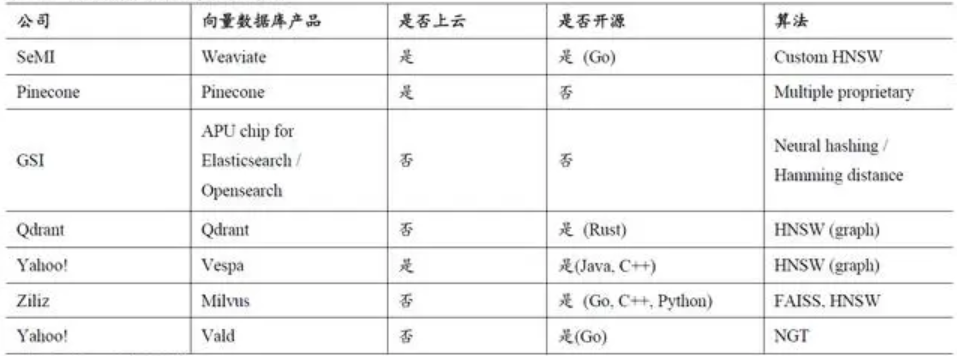 公司 向量数据库产品 是否上云 是否开源 算法
SeMI Weaviate 是 是 (Go) Custom HNSW
Pinecone Pinecone 是 否 Multiple proprietary
GSI APU chip for Elasticsearch / Opensearch 否 否 Neural hashing / Hamming distance
Qdrant Qdrant 否 是 (Rust) HNSW (graph)
Yahoo! Vespa 是 是(Java, C++) HNSW (graph)
Ziliz Milvus 否 是 (Go, C++, Python) FAISS, HNSW
Yahoo! Vald 否 是(Go) NGT